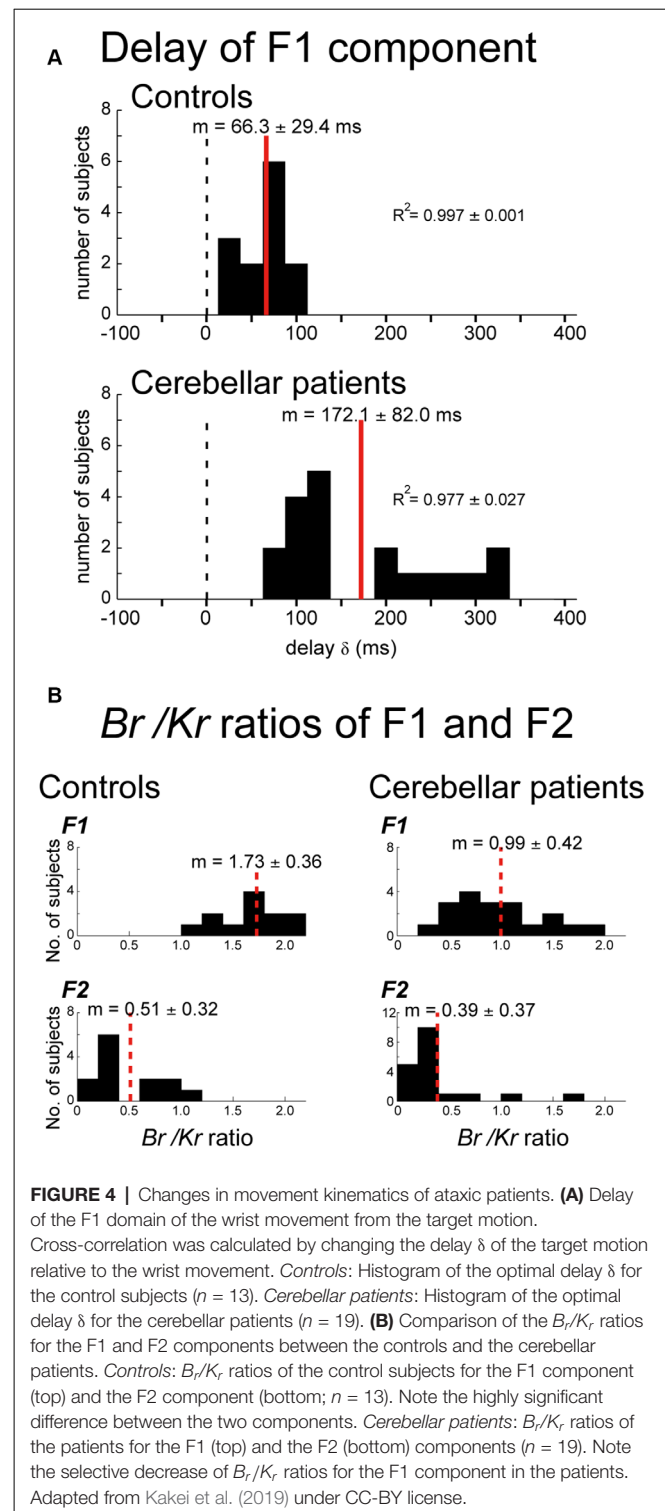 A Delay of F1 component
Controls
m = 66.3 ± 29.4 ms
R²= 0.997 ± 0.001
number of subjects
8
6
4
2
0
-100 0 100 200 300 400
Cerebellar patients
m = 172.1 ± 82.0 ms
R²= 0.977 ± 0.027
number of subjects
8
6
4
2
0
-100 0 100 200 300 400
delay δ (ms)
B
Br /Kr ratios of F1 and F2
Controls
F1
m = 1.73 ± 0.36
No. of subjects
8
4
0
0 0.5 1.0 1.5 2.0
F2
m = 0.51 ± 0.32
No. of subjects
8
4
0
0 0.5 1.0 1.5 2.0
Br /Kr ratio
Cerebellar patients
F1
m = 0.99 ± 0.42
8
4
0
0 0.5 1.0 1.5 2.0
F2
m = 0.39 ± 0.37
12
8
4
0
0 0.5 1.0 1.5 2.0
Br /Kr ratio
FIGURE 4 | Changes in movement kinematics of ataxic patients. (A) Delay
of the F1 domain of the wrist movement from the target motion.
Cross-correlation was calculated by changing the delay δ of the target motion
relative to the wrist movement. Controls: Histogram of the optimal delay δ for
the control subjects (n = 13). Cerebellar patients: Histogram of the optimal
delay δ for the cerebellar patients (n = 19). (B) Comparison of the Br/Kr ratios
for the F1 and F2 components between the controls and the cerebellar
patients. Controls: Br/Kr ratios of the control subjects for the F1 component
(top) and the F2 component (bottom; n = 13). Note the highly significant
difference between the two components. Cerebellar patients: Br/Kr ratios of
the patients for the F1 (top) and the F2 (bottom) components (n = 19). Note
the selective decrease of Br/Kr ratios for the F1 component in the patients.
Adapted from Kakei et al. (2019) under CC-BY license.